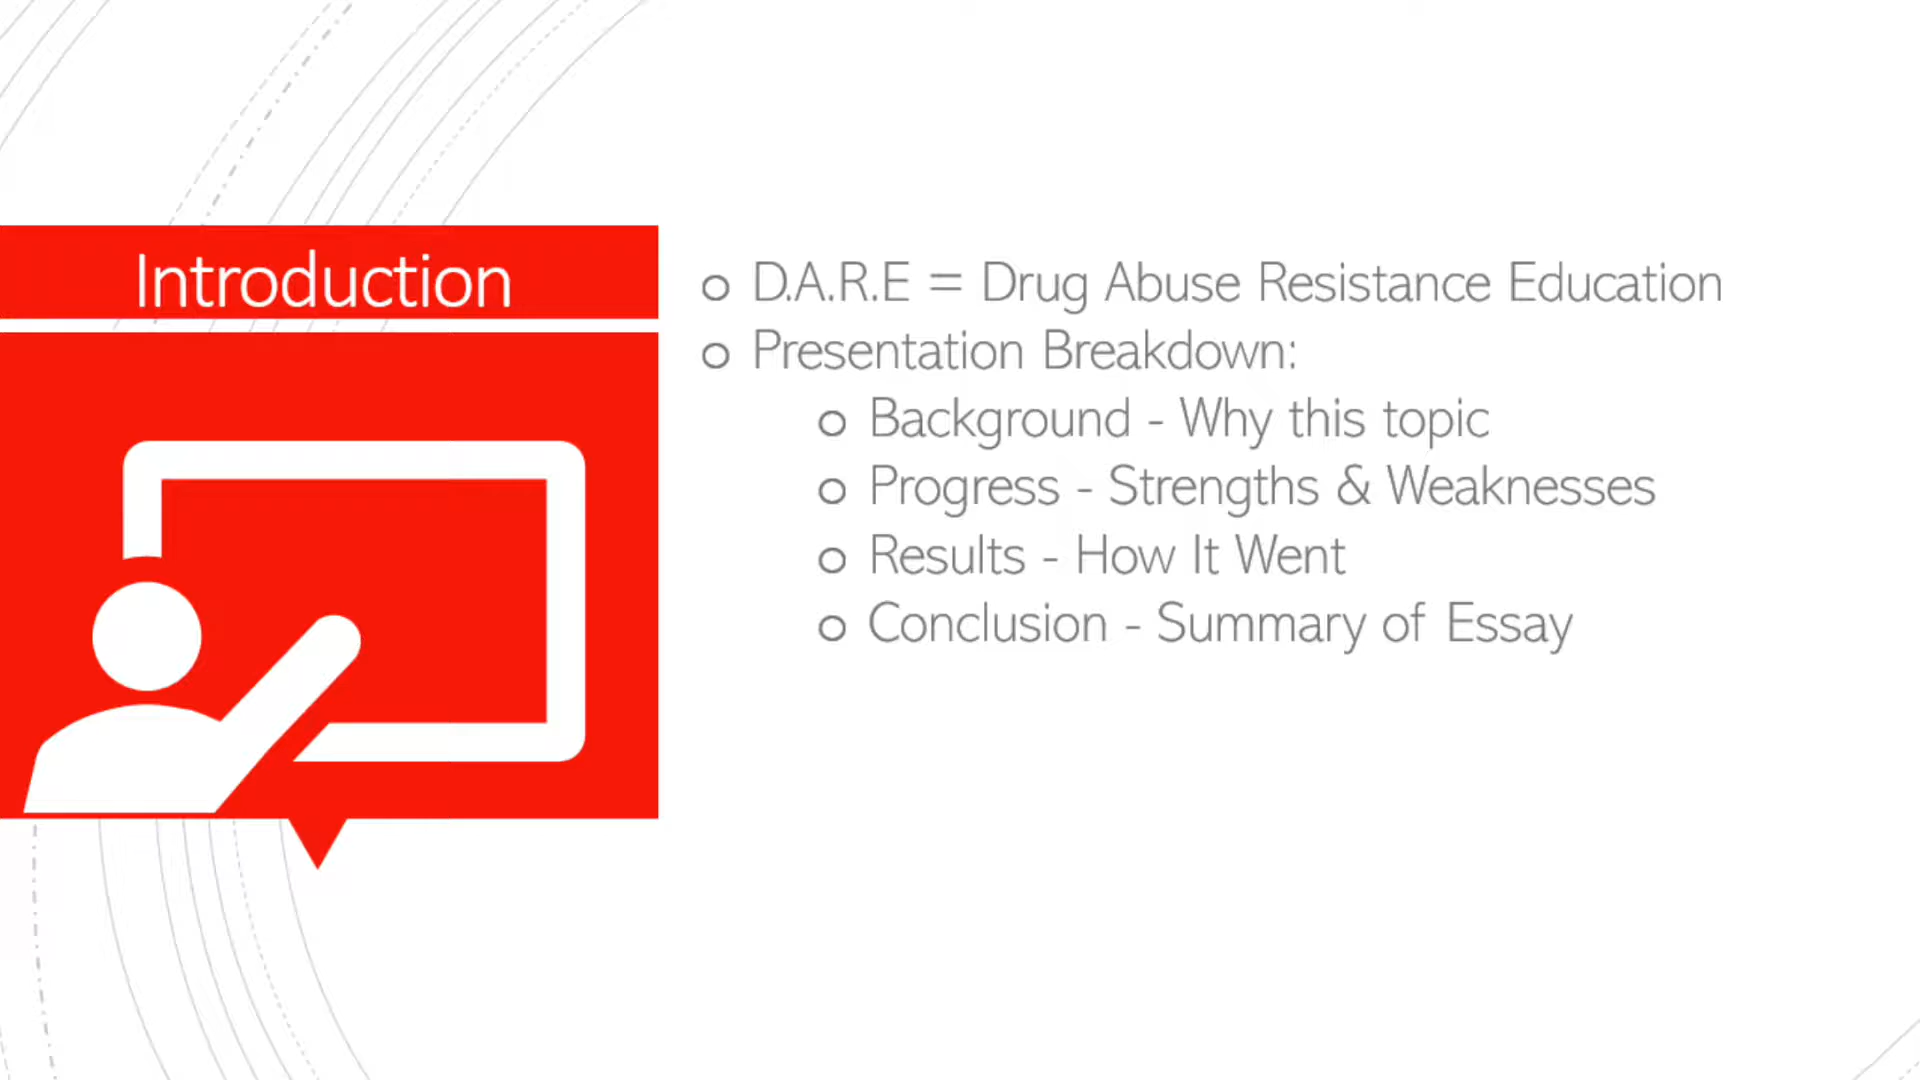 Introduction
o D.A.R.E = Drug Abuse Resistance Education
o Presentation Breakdown:
o Background - Why this topic
o Progress - Strengths & Weaknesses
o Results - How It Went
o Conclusion - Summary of Essay